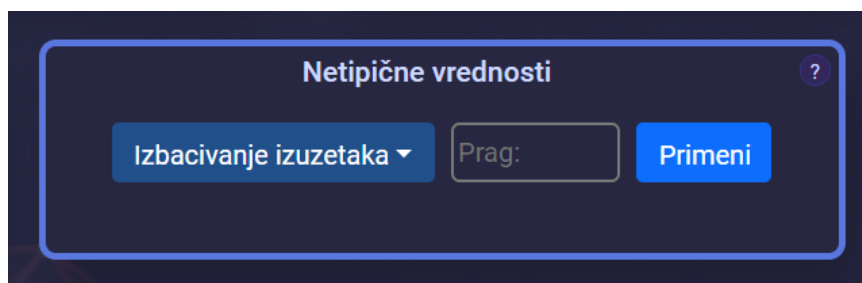 Netipične vrednosti
?
Izbacivanje izuzetaka
Prag:
Primeni